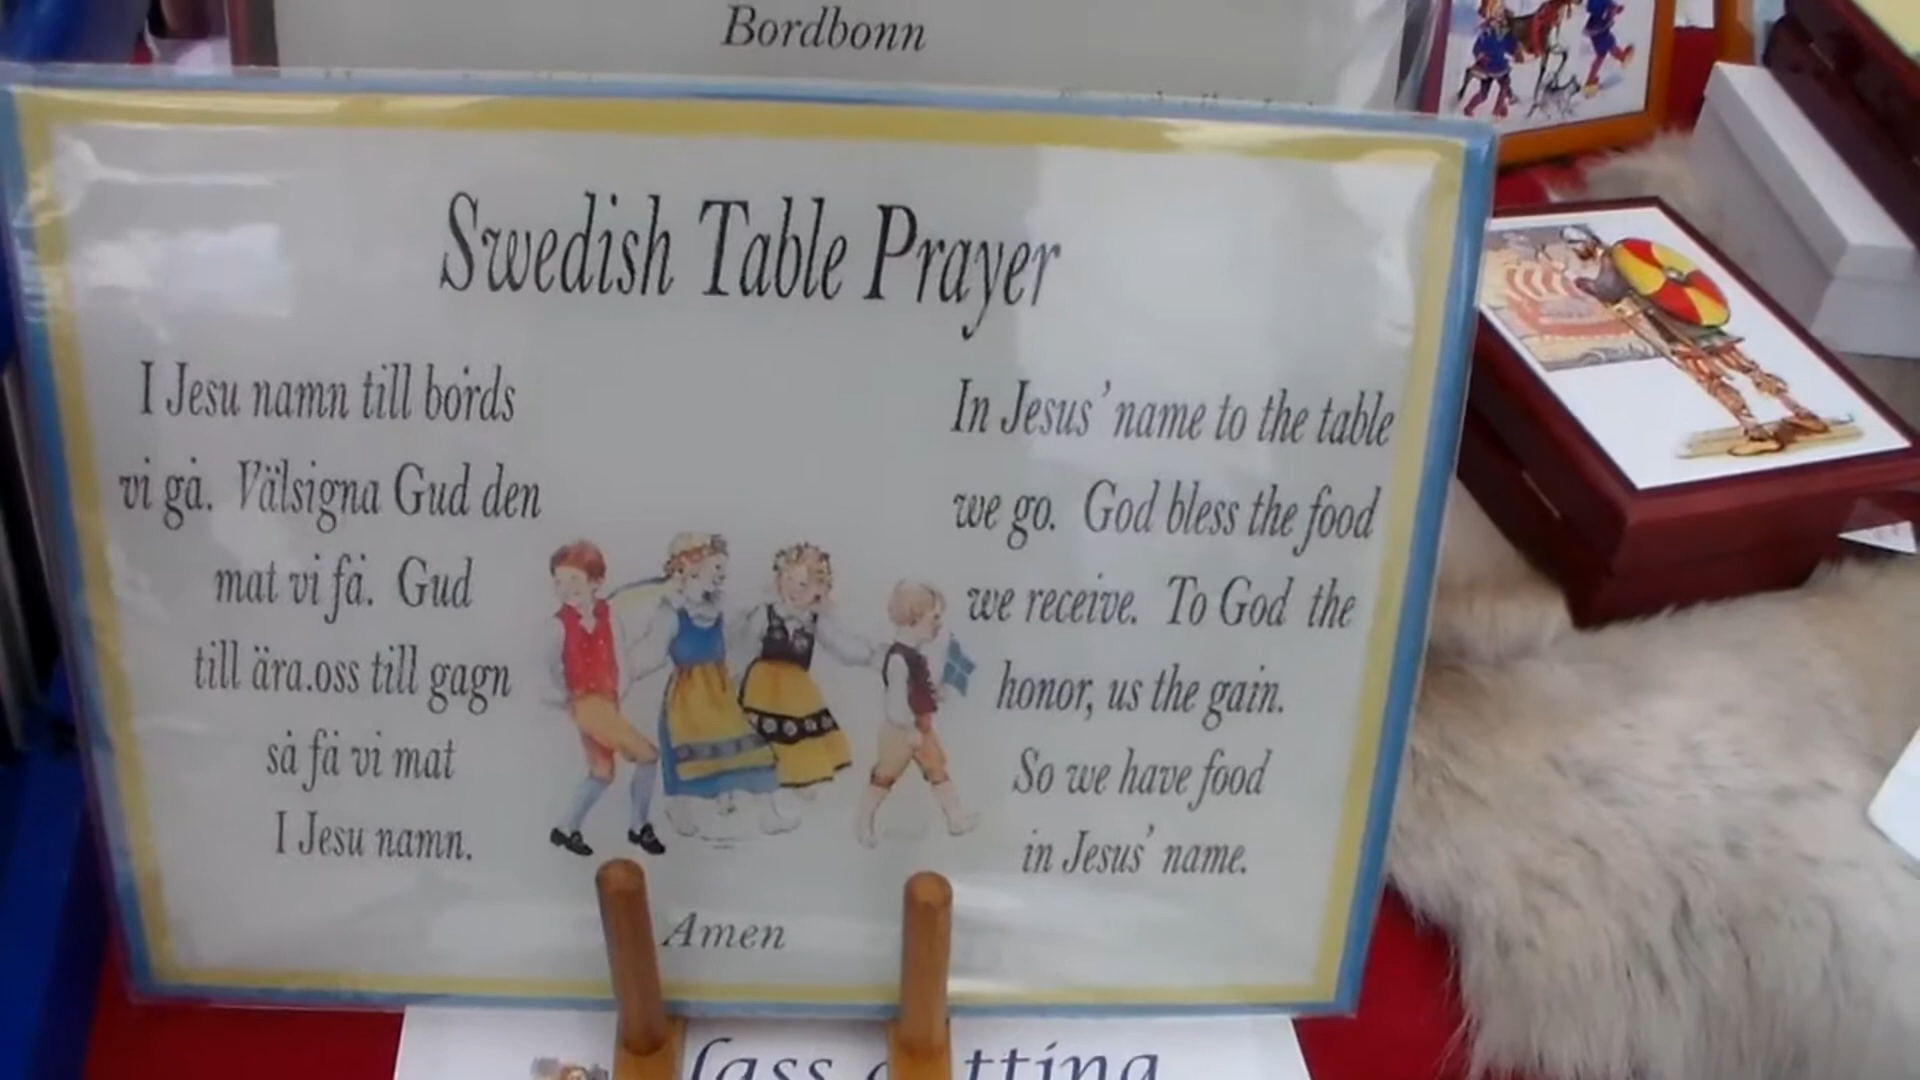 Bordbonn
Swedish Table Prayer
I Jesu namn till bords
vi gå. Välsigna Gud den
mat vi få. Gud
till ära.oss till gagn
så få vi mat
I Jesu namn.
In Jesus' name to the table
we go. God bless the food
we receive. To God the
honor, us the gain.
So we have food
in Jesus' name.
Amen